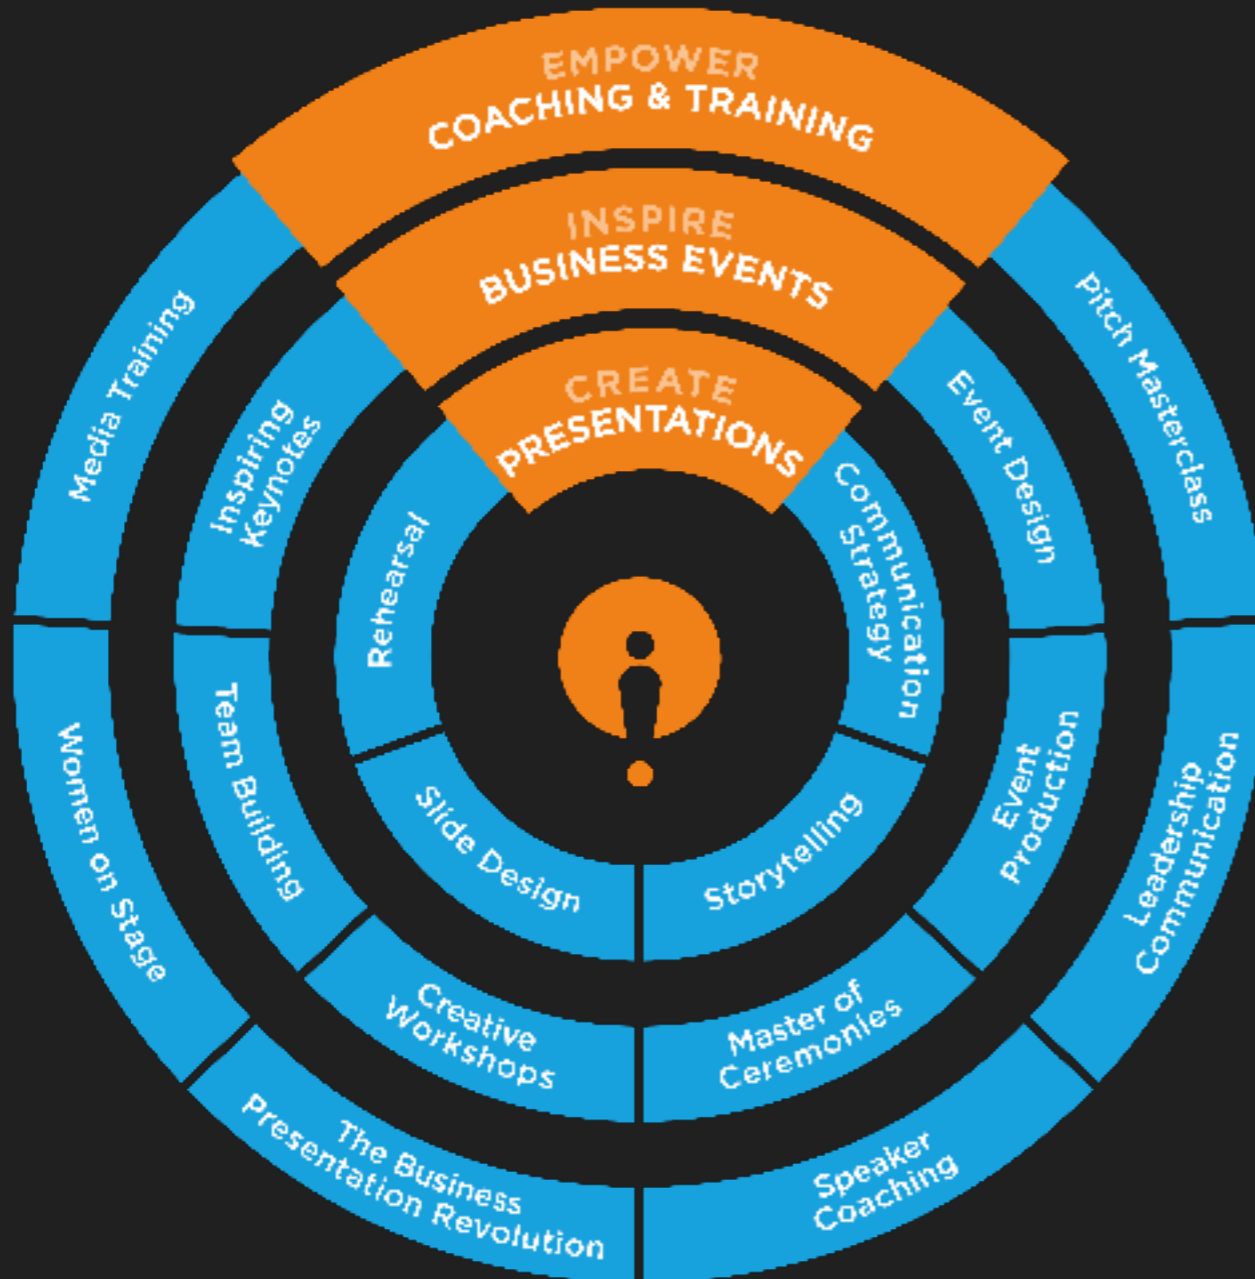 EMPOWER
COACHING & TRAINING
INSPIRE
BUSINESS EVENTS
CREATE
PRESENTATIONS
Pitch Masterclass
Leadership
Communication
Speaker
Coaching
The Business
Presentation Revolution
Women on Stage
Media Training
Event Design
Event
Production
Master of
Ceremonies
Creative
Workshops
Team Building
Inspiring
Keynotes
Communication
Strategy
Storytelling
Slide Design
Rehearsal